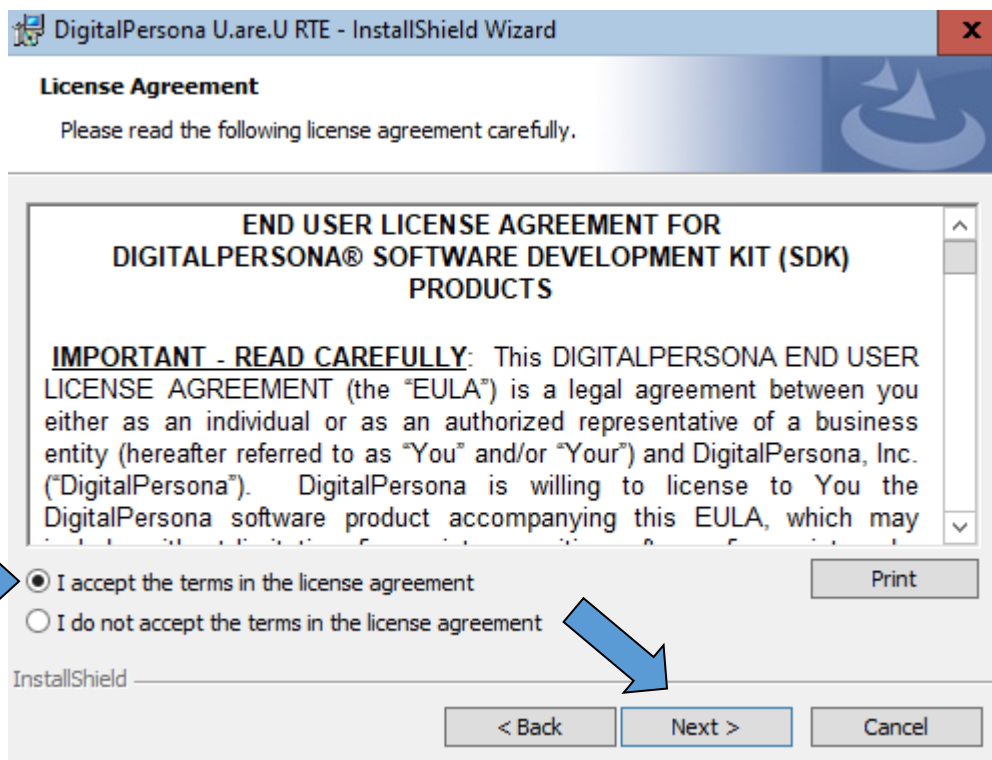 DigitalPersona U.are.U RTE - InstallShield Wizard
License Agreement
Please read the following license agreement carefully.
END USER LICENSE AGREEMENT FOR
DIGITALPERSONA® SOFTWARE DEVELOPMENT KIT (SDK)
PRODUCTS
IMPORTANT - READ CAREFULLY: This DIGITALPERSONA END USER
LICENSE AGREEMENT (the “EULA”) is a legal agreement between you
either as an individual or as an authorized representative of a business
entity (hereafter referred to as “You” and/or “Your”) and DigitalPersona, Inc.
(“DigitalPersona”). DigitalPersona is willing to license to You the
DigitalPersona software product accompanying this EULA, which may
I accept the terms in the license agreement
Print
I do not accept the terms in the license agreement
InstallShield
< Back
Next >
Cancel